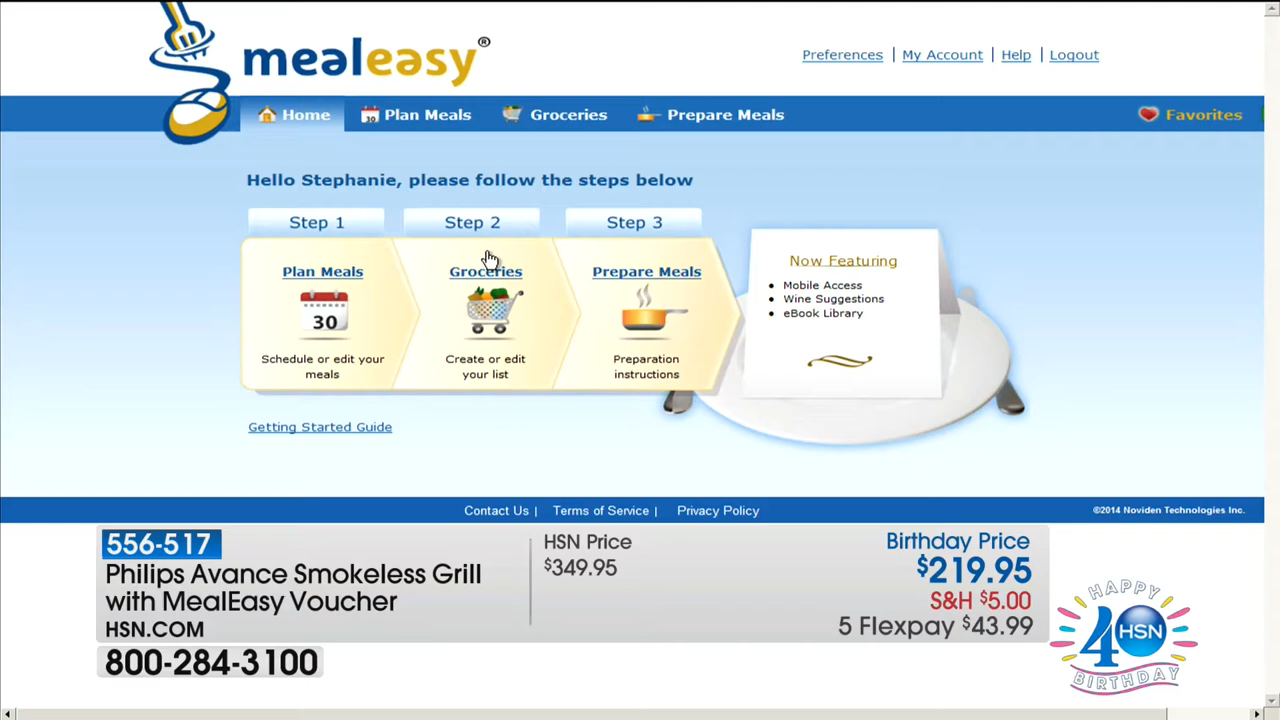 mealeasy®
Preferences | My Account | Help | Logout
Home Plan Meals Groceries Prepare Meals Favorites
Hello Stephanie, please follow the steps below
Step 1 Step 2 Step 3
Plan Meals Groceries Prepare Meals
30
Schedule or edit your
meals
Create or edit
your list
Preparation
instructions
Now Featuring
• Mobile Access
• Wine Suggestions
• eBook Library
Getting Started Guide
Contact Us | Terms of Service | Privacy Policy
©2014 Noviden Technologies Inc.
556-517
Philips Avance Smokeless Grill
with MealEasy Voucher
HSN.COM
800-284-3100
HSN Price
$349.95
Birthday Price
$219.95
S&H $5.00
5 Flexpay $43.99
HAPPY
40 HSN
BIRTHDAY